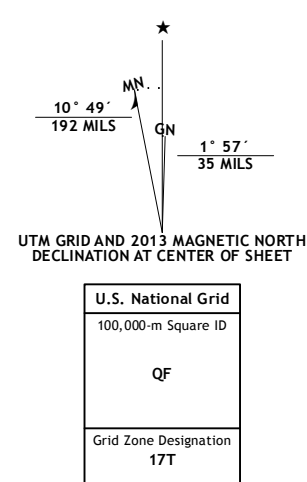 ★
MN
10° 49´
192 MILS
GN
1° 57´
35 MILS
UTM GRID AND 2013 MAGNETIC NORTH
DECLINATION AT CENTER OF SHEET
U.S. National Grid
100,000-m Square ID
QF
Grid Zone Designation
17T